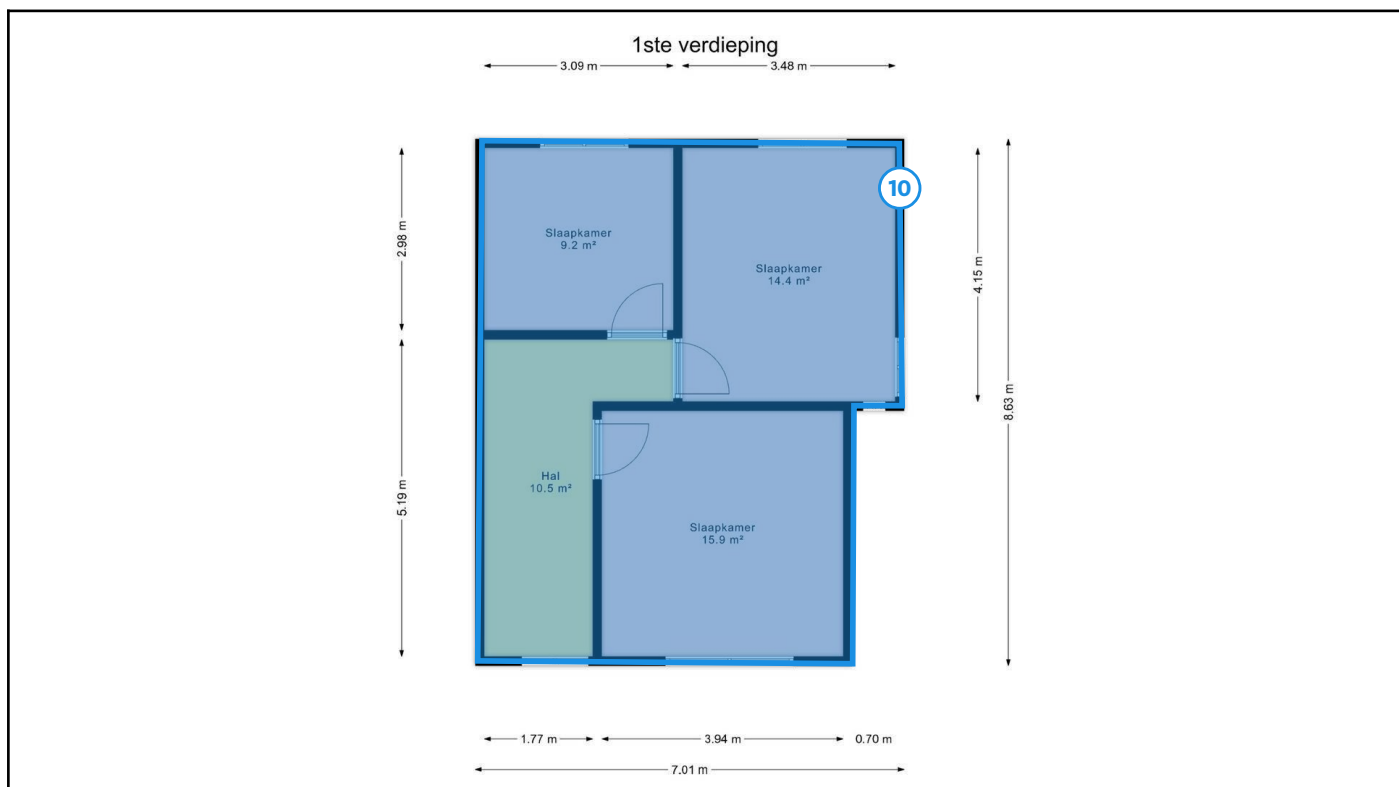 1ste verdieping
3.09 m
3.48 m
10
2.98 m
Slaapkamer
9.2 m²
Slaapkamer
14.4 m²
4.15 m
8.63 m
5.19 m
Hal
10.5 m²
Slaapkamer
15.9 m²
1.77 m
3.94 m
0.70 m
7.01 m